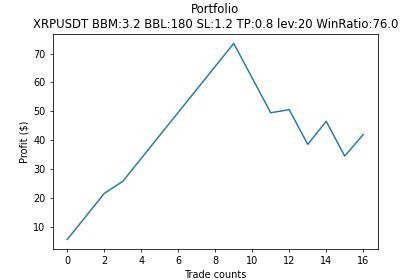 Portfolio
XRPUSDT BBM:3.2 BBL:180 SL:1.2 TP:0.8 lev:20 WinRatio:76.0
Profit ($)
70
60
50
40
30
20
10
0 2 4 6 8 10 12 14 16
Trade counts